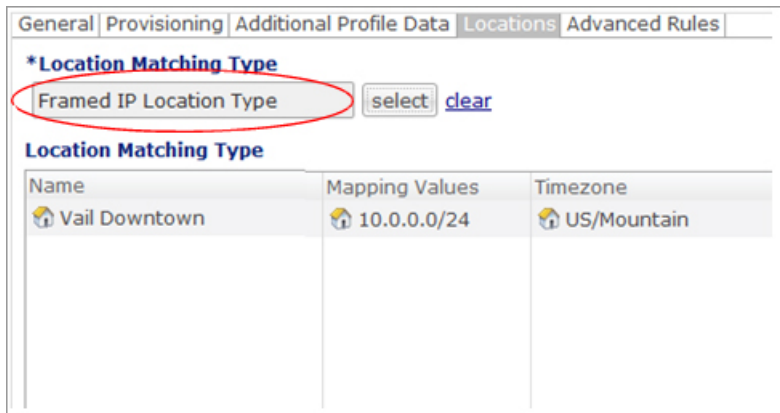 General Provisioning Additional Profile Data Locations Advanced Rules
*Location Matching Type
Framed IP Location Type select clear
Location Matching Type
Name Mapping Values Timezone
Vail Downtown 10.0.0.0/24 US/Mountain